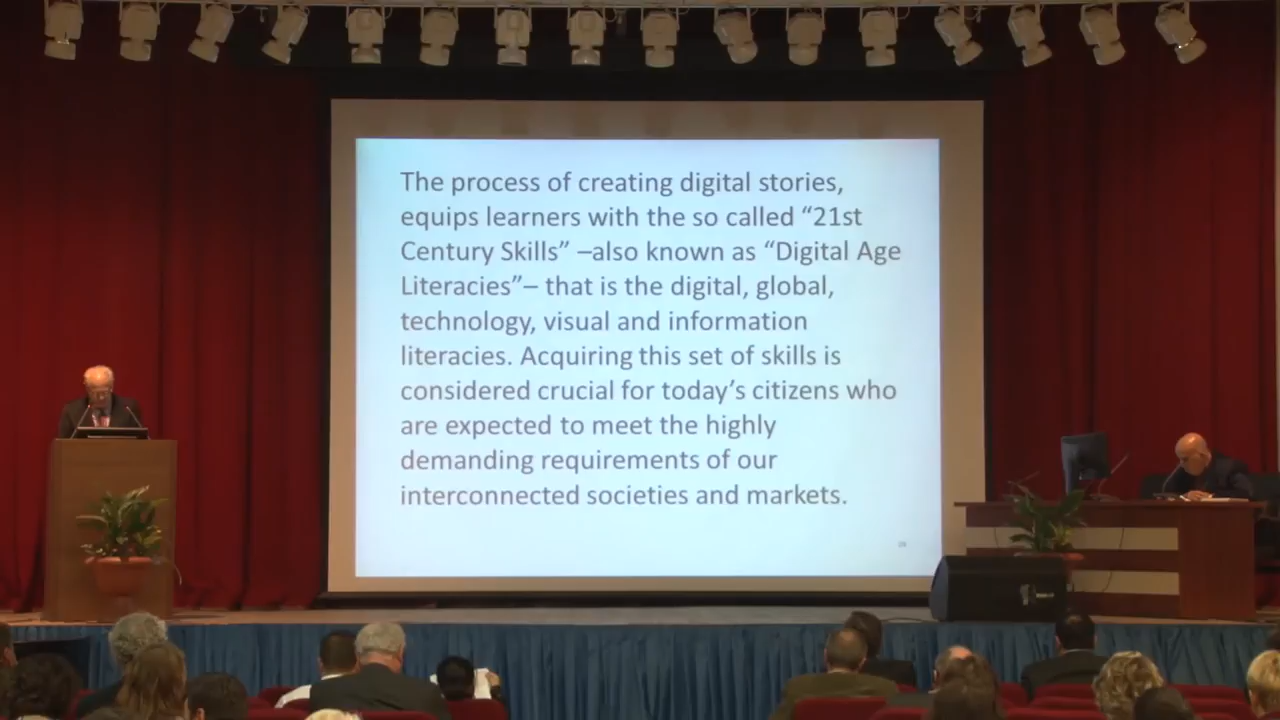 The process of creating digital stories,
equips learners with the so called “21st
Century Skills” –also known as “Digital Age
Literacies”– that is the digital, global,
technology, visual and information
literacies. Acquiring this set of skills is
considered crucial for today’s citizens who
are expected to meet the highly
demanding requirements of our
interconnected societies and markets.